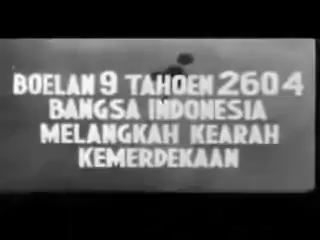 BOELAN 9 TAHOEN 2604
BANGSA INDONESIA
MELANGKAH KEARAH
KEMERDEKAAN